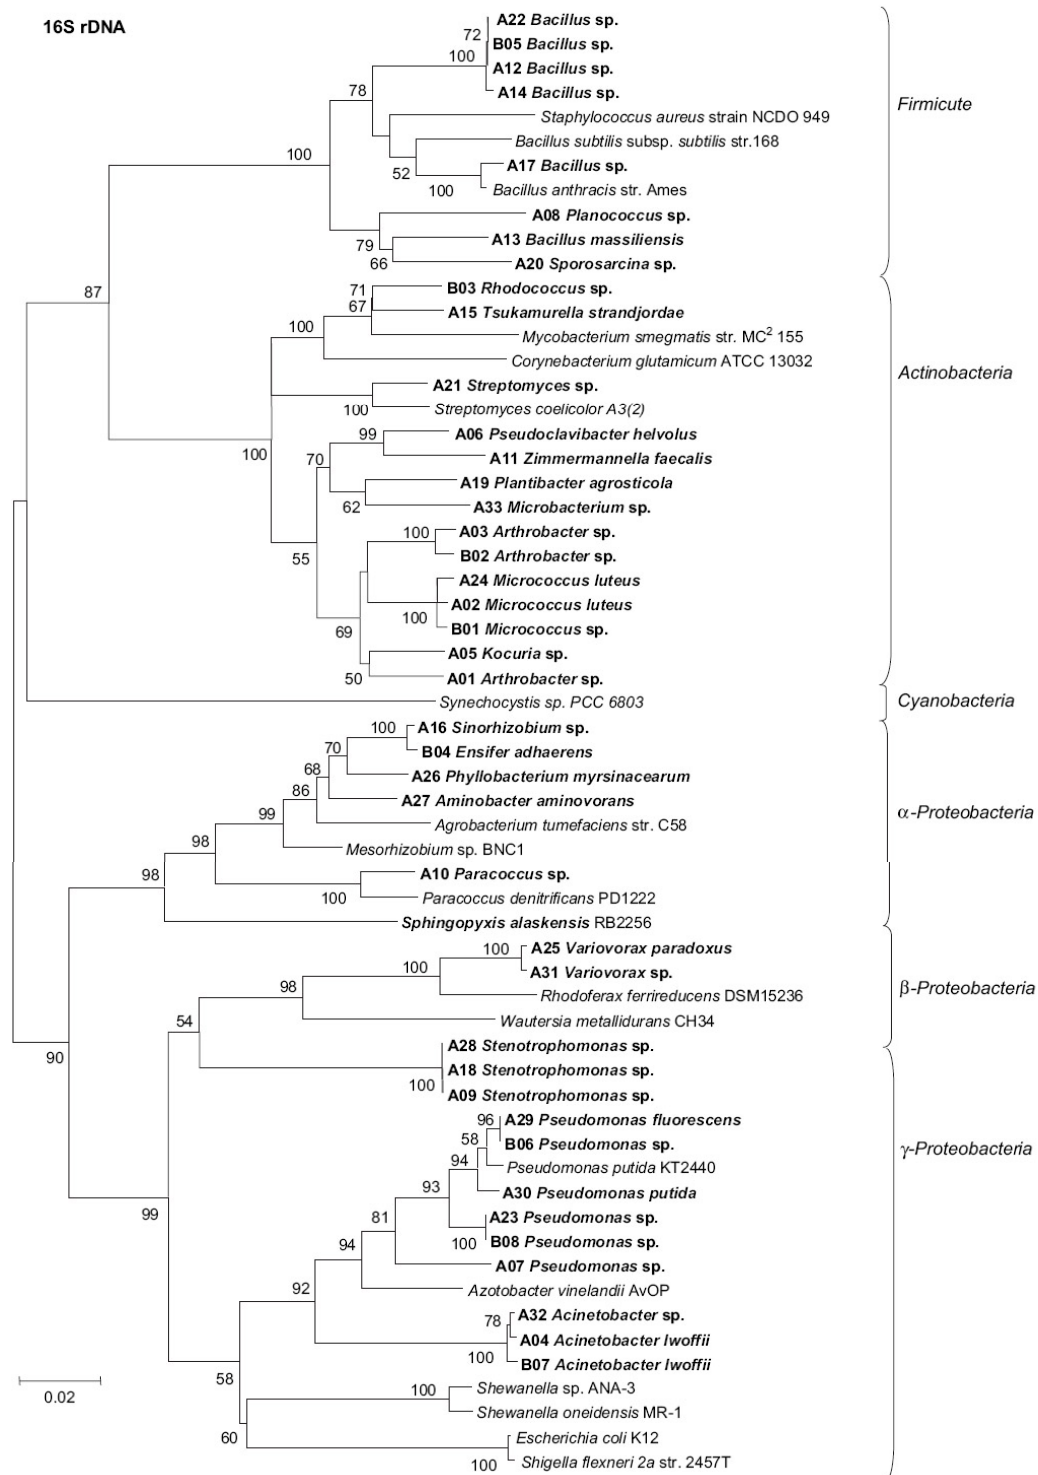 16S rDNA
A22 Bacillus sp.
72
B05 Bacillus sp.
100
A12 Bacillus sp.
A14 Bacillus sp.
78
Firmicute
Staphylococcus aureus strain NCDO 949
Bacillus subtilis subsp. subtilis str.168
100
A17 Bacillus sp.
52
100
Bacillus anthracis str. Ames
A08 Planococcus sp.
A13 Bacillus massiliensis
79
66
A20 Sporosarcina sp.
87
71
B03 Rhodococcus sp.
67
A15 Tsukamurella strandjordae
100
Mycobacterium smegmatis str. MC2 155
Corynebacterium glutamicum ATCC 13032
Actinobacteria
A21 Streptomyces sp.
100
Streptomyces coelicolor A3(2)
99
A06 Pseudoclavibacter helvolus
100
70
A11 Zimmermannella faecalis
A19 Plantibacter agrosticola
62
A33 Microbacterium sp.
100
A03 Arthrobacter sp.
55
B02 Arthrobacter sp.
A24 Micrococcus luteus
A02 Micrococcus luteus
100
69
B01 Micrococcus sp.
A05 Kocuria sp.
50
A01 Arthrobacter sp.
Synechocystis sp. PCC 6803
Cyanobacteria
100
A16 Sinorhizobium sp.
70
B04 Ensifer adhaerens
68
A26 Phyllobacterium myrsinacearum
86
A27 Aminobacter aminovorans
99
α-Proteobacteria
Agrobacterium tumefaciens str. C58
98
Mesorhizobium sp. BNC1
98
A10 Paracoccus sp.
100
Paracoccus denitrificans PD1222
Sphingopyxis alaskensis RB2256
100
A25 Variovorax paradoxus
100
A31 Variovorax sp.
98
β-Proteobacteria
Rhodoferax ferrireducens DSM15236
54
Wautersia metallidurans CH34
90
A28 Stenotrophomonas sp.
A18 Stenotrophomonas sp.
100
A09 Stenotrophomonas sp.
96
A29 Pseudomonas fluorescens
58
B06 Pseudomonas sp.
γ-Proteobacteria
94
Pseudomonas putida KT2440
93
A30 Pseudomonas putida
99
81
A23 Pseudomonas sp.
100
B08 Pseudomonas sp.
94
A07 Pseudomonas sp.
92
Azotobacter vinelandii AvOP
78
A32 Acinetobacter sp.
A04 Acinetobacter lwoffii
100
B07 Acinetobacter lwoffii
58
100
Shewanella sp. ANA-3
0.02
Shewanella oneidensis MR-1
60
Escherichia coli K12
100
Shigella flexneri 2a str. 2457T